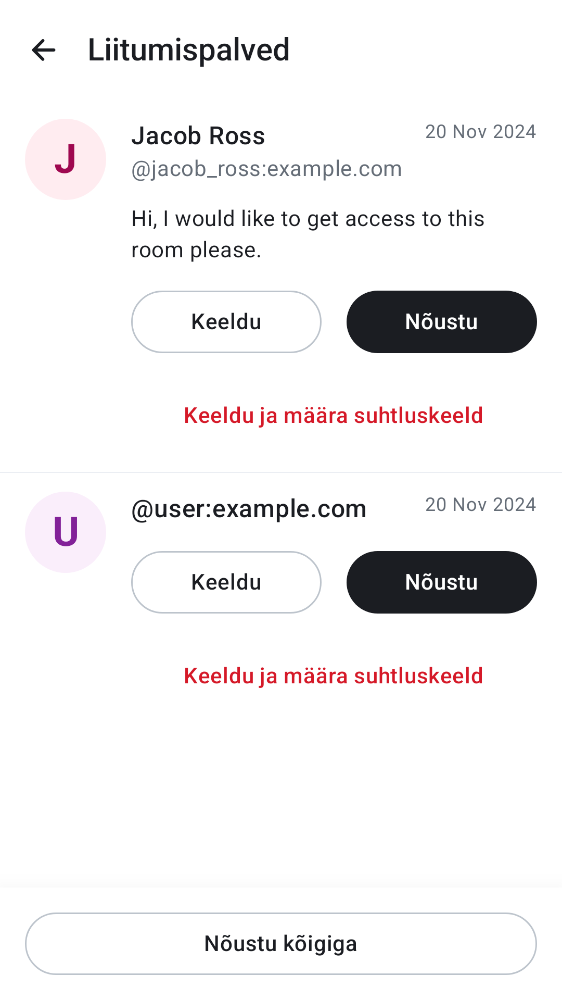 Liitumispalved
J
Jacob Ross
20 Nov 2024
@jacob_ross:example.com
Hi, I would like to get access to this
room please.
Keeldu
Nõustu
Keeldu ja määra suhtluskeeld
U
@user:example.com
20 Nov 2024
Keeldu
Nõustu
Keeldu ja määra suhtluskeeld
Nõustu kõigiga